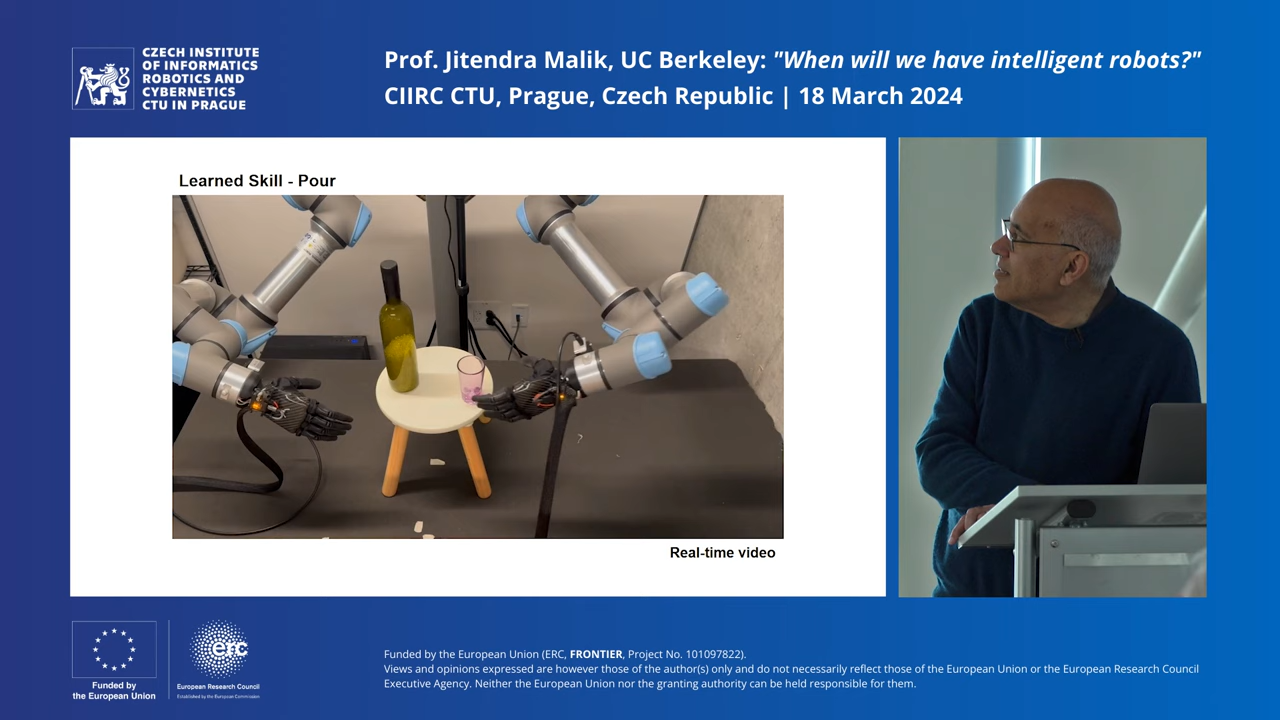 CZECH INSTITUTE
OF INFORMATICS
ROBOTICS AND
CYBERNETICS
CTU IN PRAGUE
Prof. Jitendra Malik, UC Berkeley: "When will we have intelligent robots?"
CIIRC CTU, Prague, Czech Republic | 18 March 2024
Learned Skill - Pour
Real-time video
Funded by
the European Union
erc
European Research Council
Established by the European Commission
Funded by the European Union (ERC, FRONTIER, Project No. 101097822).
Views and opinions expressed are however those of the author(s) only and do not necessarily reflect those of the European Union or the European Research Council
Executive Agency. Neither the European Union nor the granting authority can be held responsible for them.